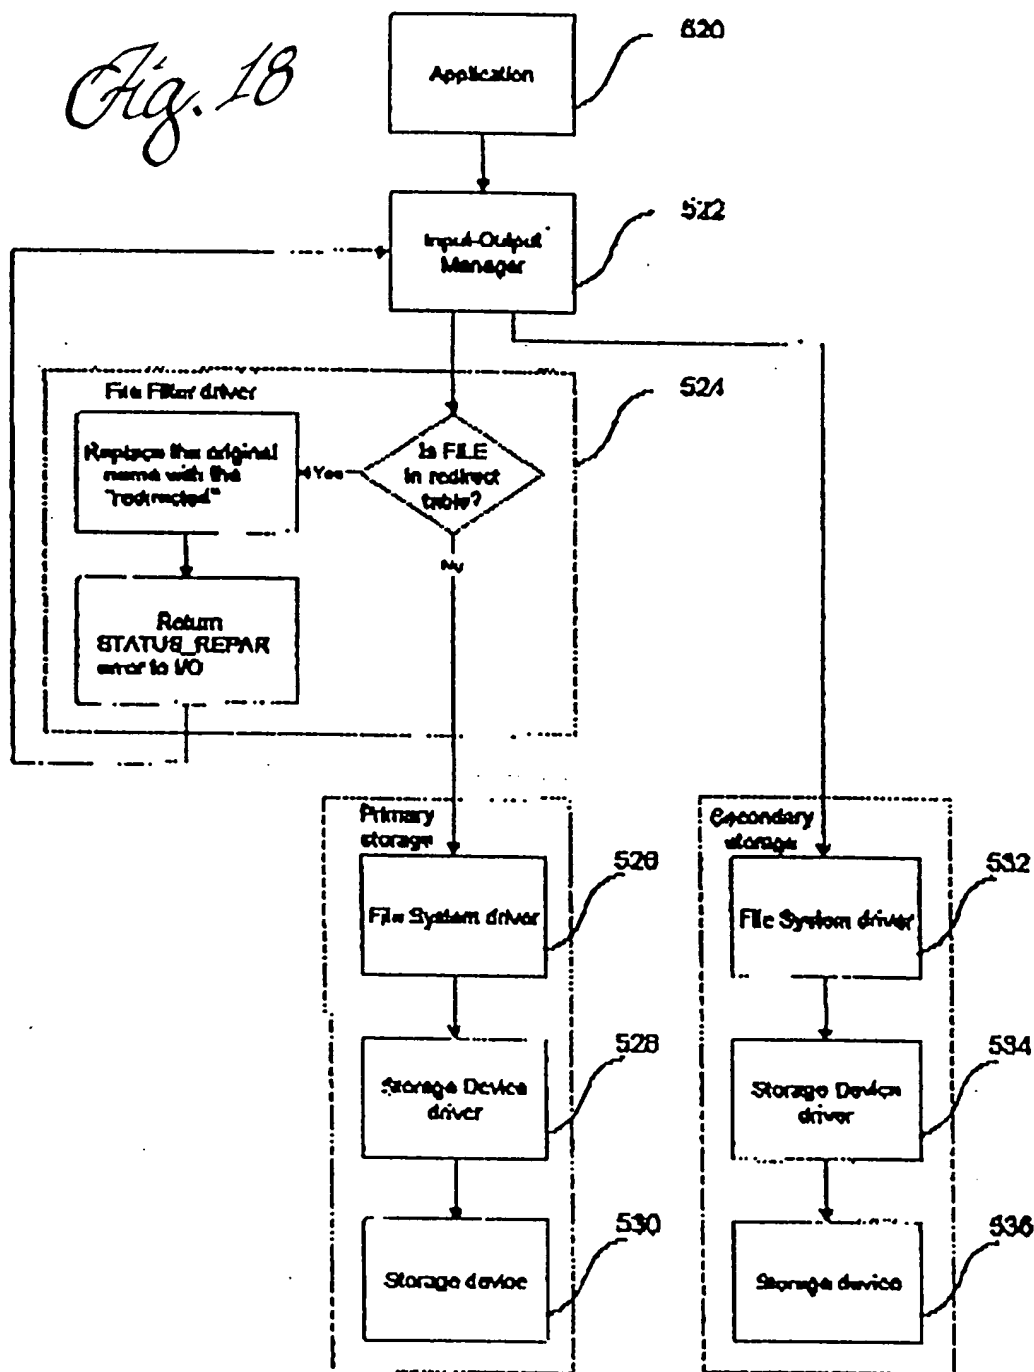 Fig. 18
520
Application
522
Input-Output
Manager
524
File Filter driver
Replace the original
name with the
"redirected"
Yes
Is FILE
in redirect
table?
No
Return
STATUS_REPAR
error to I/O
Primary
storage
Secondary
storage
526
File System driver
532
File System driver
528
Storage Device
driver
534
Storage Device
driver
530
Storage device
536
Storage device